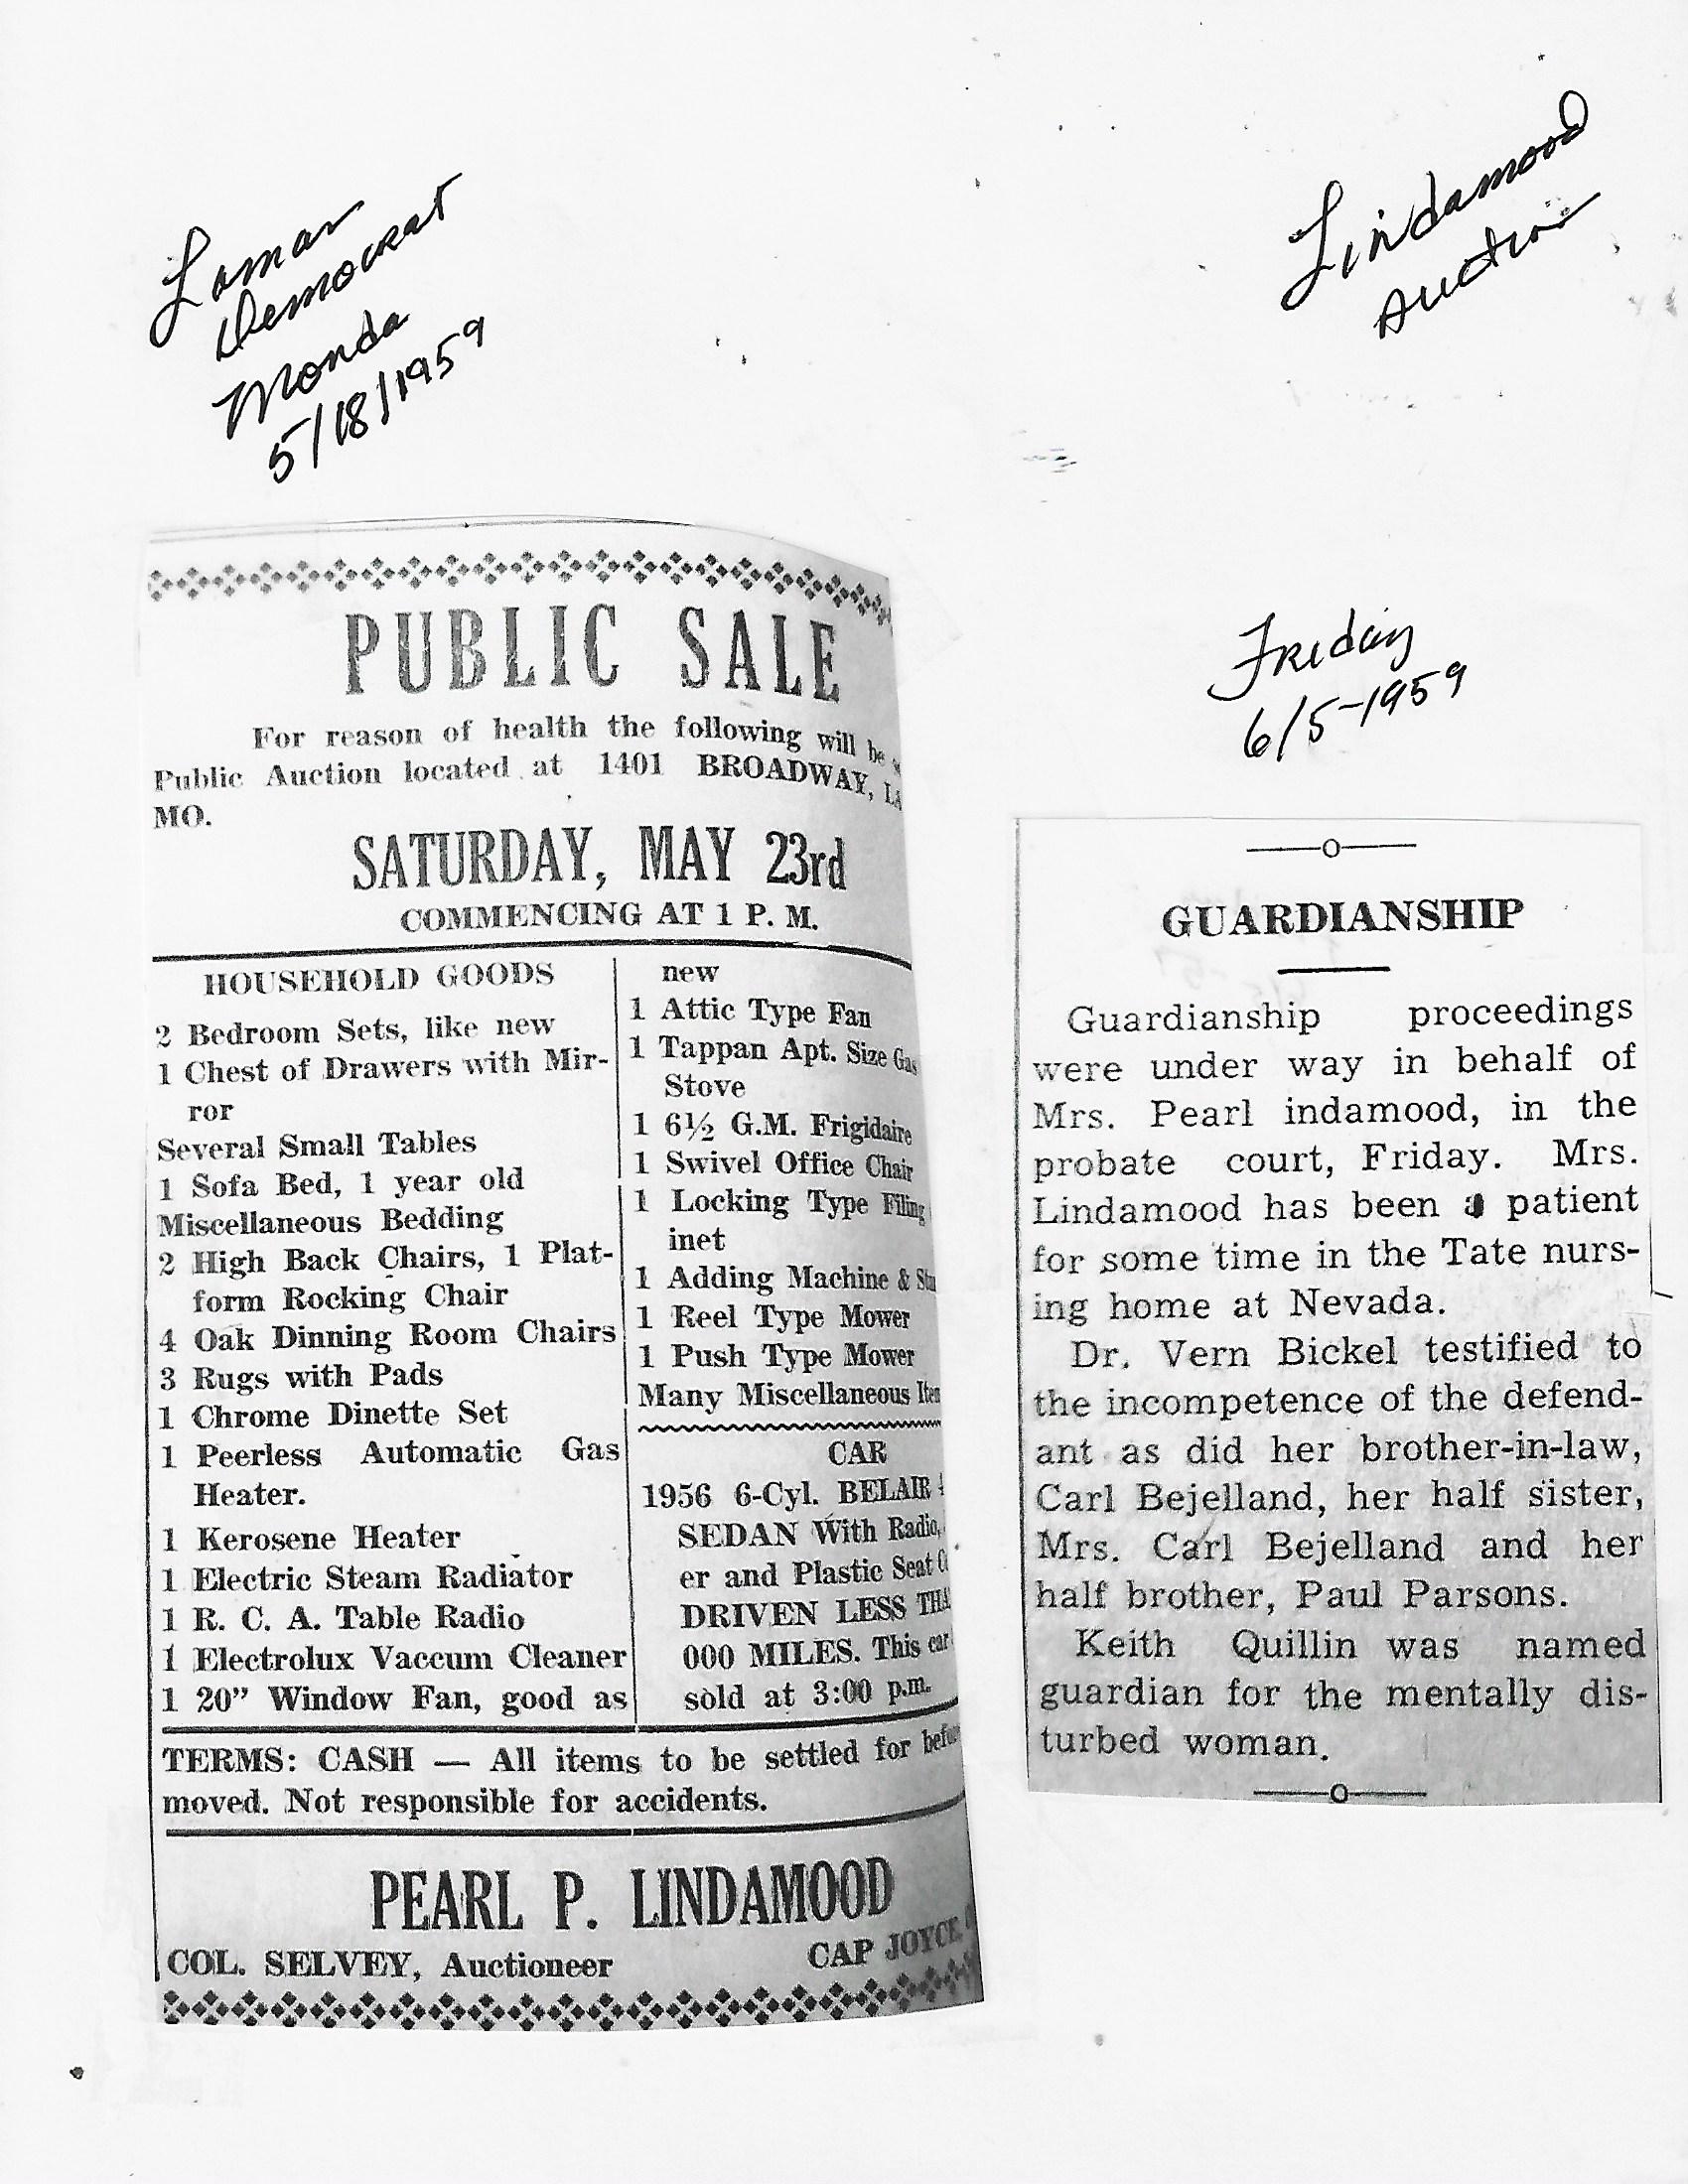 Lamar
Democrat
Monda
5/18/1959
Lindamood
Auction
PUBLIC SALE
For reason of health the following will be
Public Auction located at 1401 BROADWAY, LA
MO.
SATURDAY, MAY 23rd
COMMENCING AT 1 P. M.
HOUSEHOLD GOODS
2 Bedroom Sets, like new
1 Chest of Drawers with Mir-
ror
Several Small Tables
1 Sofa Bed, 1 year old
Miscellaneous Bedding
2 High Back Chairs, 1 Plat-
form Rocking Chair
4 Oak Dinning Room Chairs
3 Rugs with Pads
1 Chrome Dinette Set
1 Peerless Automatic Gas
Heater.
1 Kerosene Heater
1 Electric Steam Radiator
1 R. C. A. Table Radio
1 Electrolux Vaccum Cleaner
1 20” Window Fan, good as
new
1 Attic Type Fan
1 Tappan Apt. Size Gas
Stove
1 6½ G.M. Frigidaire
1 Swivel Office Chair
1 Locking Type Filing
inet
1 Adding Machine &
1 Reel Type Mower
1 Push Type Mower
Many Miscellaneous
CAR
1956 6-Cyl. BELAIR
SEDAN With Radio,
er and Plastic Seat
DRIVEN LESS THA
000 MILES. This car
sold at 3:00 p.m.
TERMS: CASH — All items to be settled for befo
moved. Not responsible for accidents.
PEARL P. LINDAMOOD
COL. SELVEY, Auctioneer CAP JOYCE,
Friday
6/5-1959
GUARDIANSHIP
Guardianship proceedings
were under way in behalf of
Mrs. Pearl indamood, in the
probate court, Friday. Mrs.
Lindamood has been a patient
for some time in the Tate nurs-
ing home at Nevada.
Dr. Vern Bickel testified to
the incompetence of the defend-
ant as did her brother-in-law,
Carl Bejelland, her half sister,
Mrs. Carl Bejelland and her
half brother, Paul Parsons.
Keith Quillin was named
guardian for the mentally dis-
turbed woman.